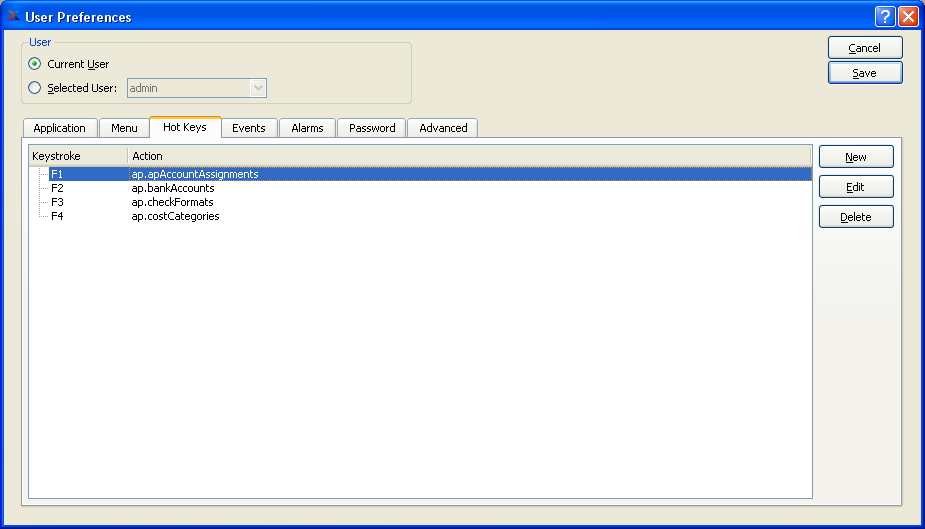 User Preferences
User
Current User
Selected User: admin
Cancel
Save
Application Menu Hot Keys Events Alarms Password Advanced
Keystroke Action
F1 ap.apAccountAssignments
F2 ap.bankAccounts
F3 ap.checkFormats
F4 ap.costCategories
New
Edit
Delete